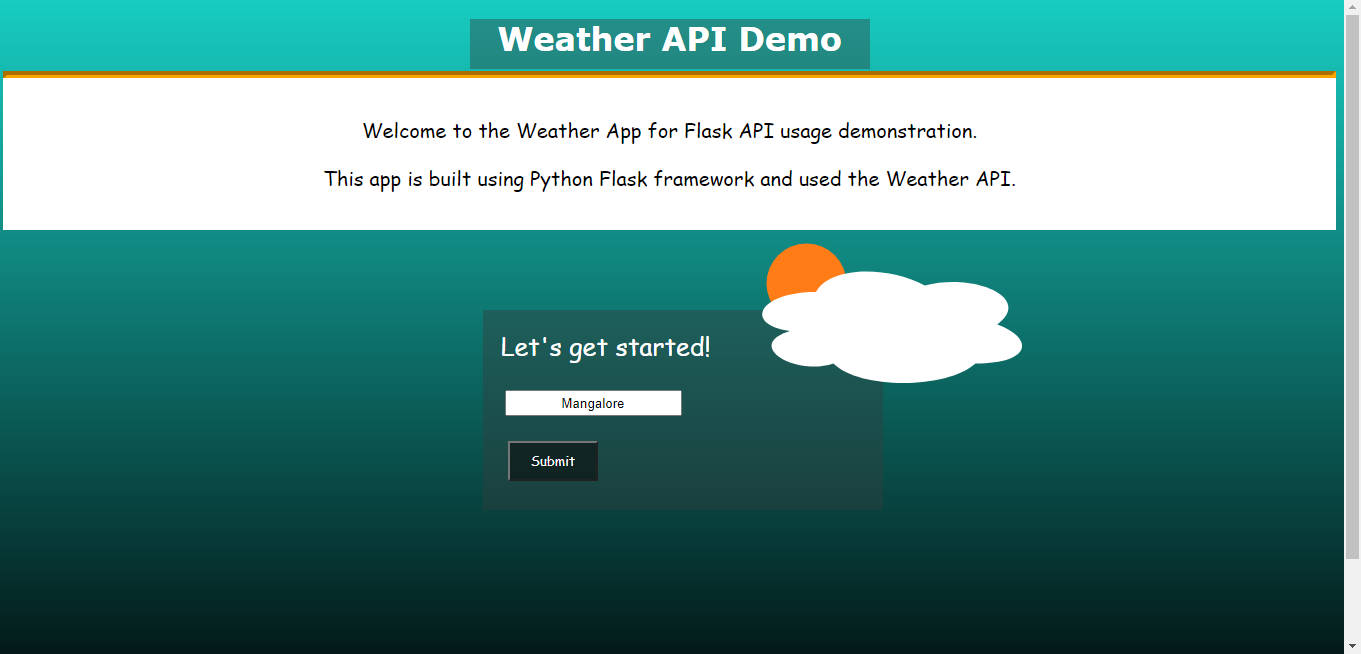 Weather API Demo
Welcome to the Weather App for Flask API usage demonstration.
This app is built using Python Flask framework and used the Weather API.
Let's get started!
Mangalore
Submit